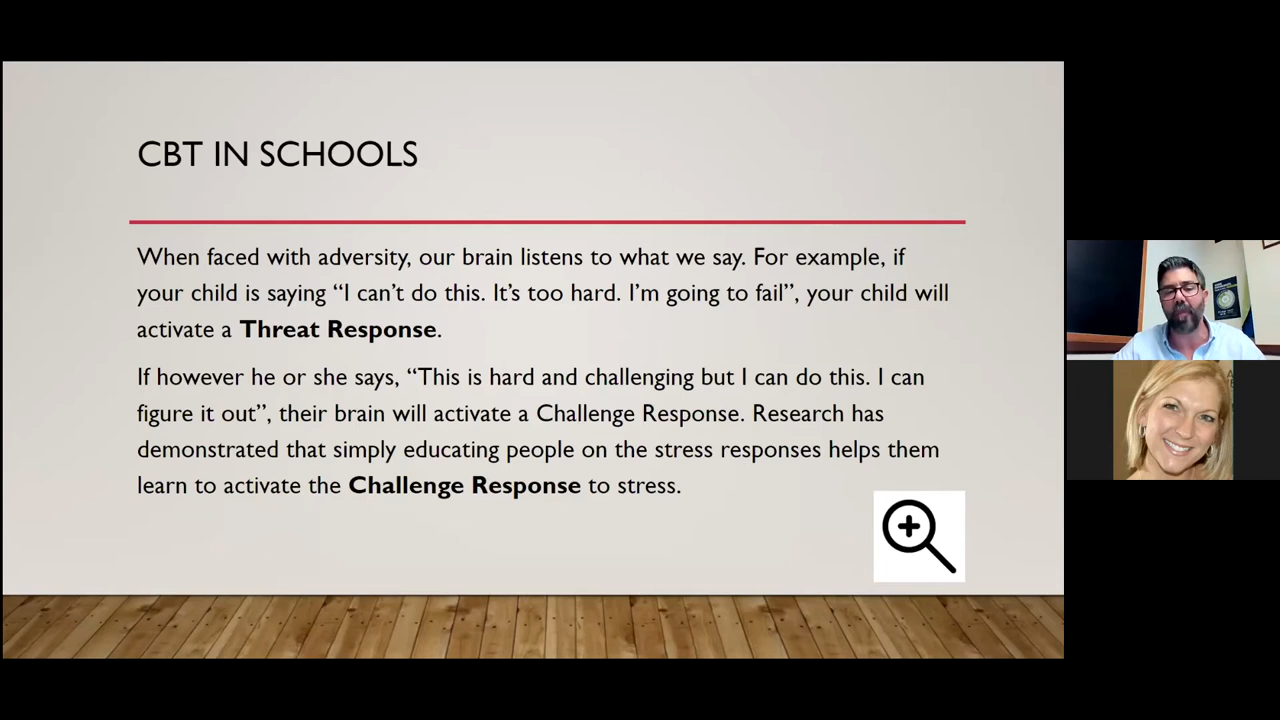 CBT IN SCHOOLS
When faced with adversity, our brain listens to what we say. For example, if
your child is saying “I can’t do this. It’s too hard. I’m going to fail”, your child will
activate a Threat Response.
If however he or she says, “This is hard and challenging but I can do this. I can
figure it out”, their brain will activate a Challenge Response. Research has
demonstrated that simply educating people on the stress responses helps them
learn to activate the Challenge Response to stress.